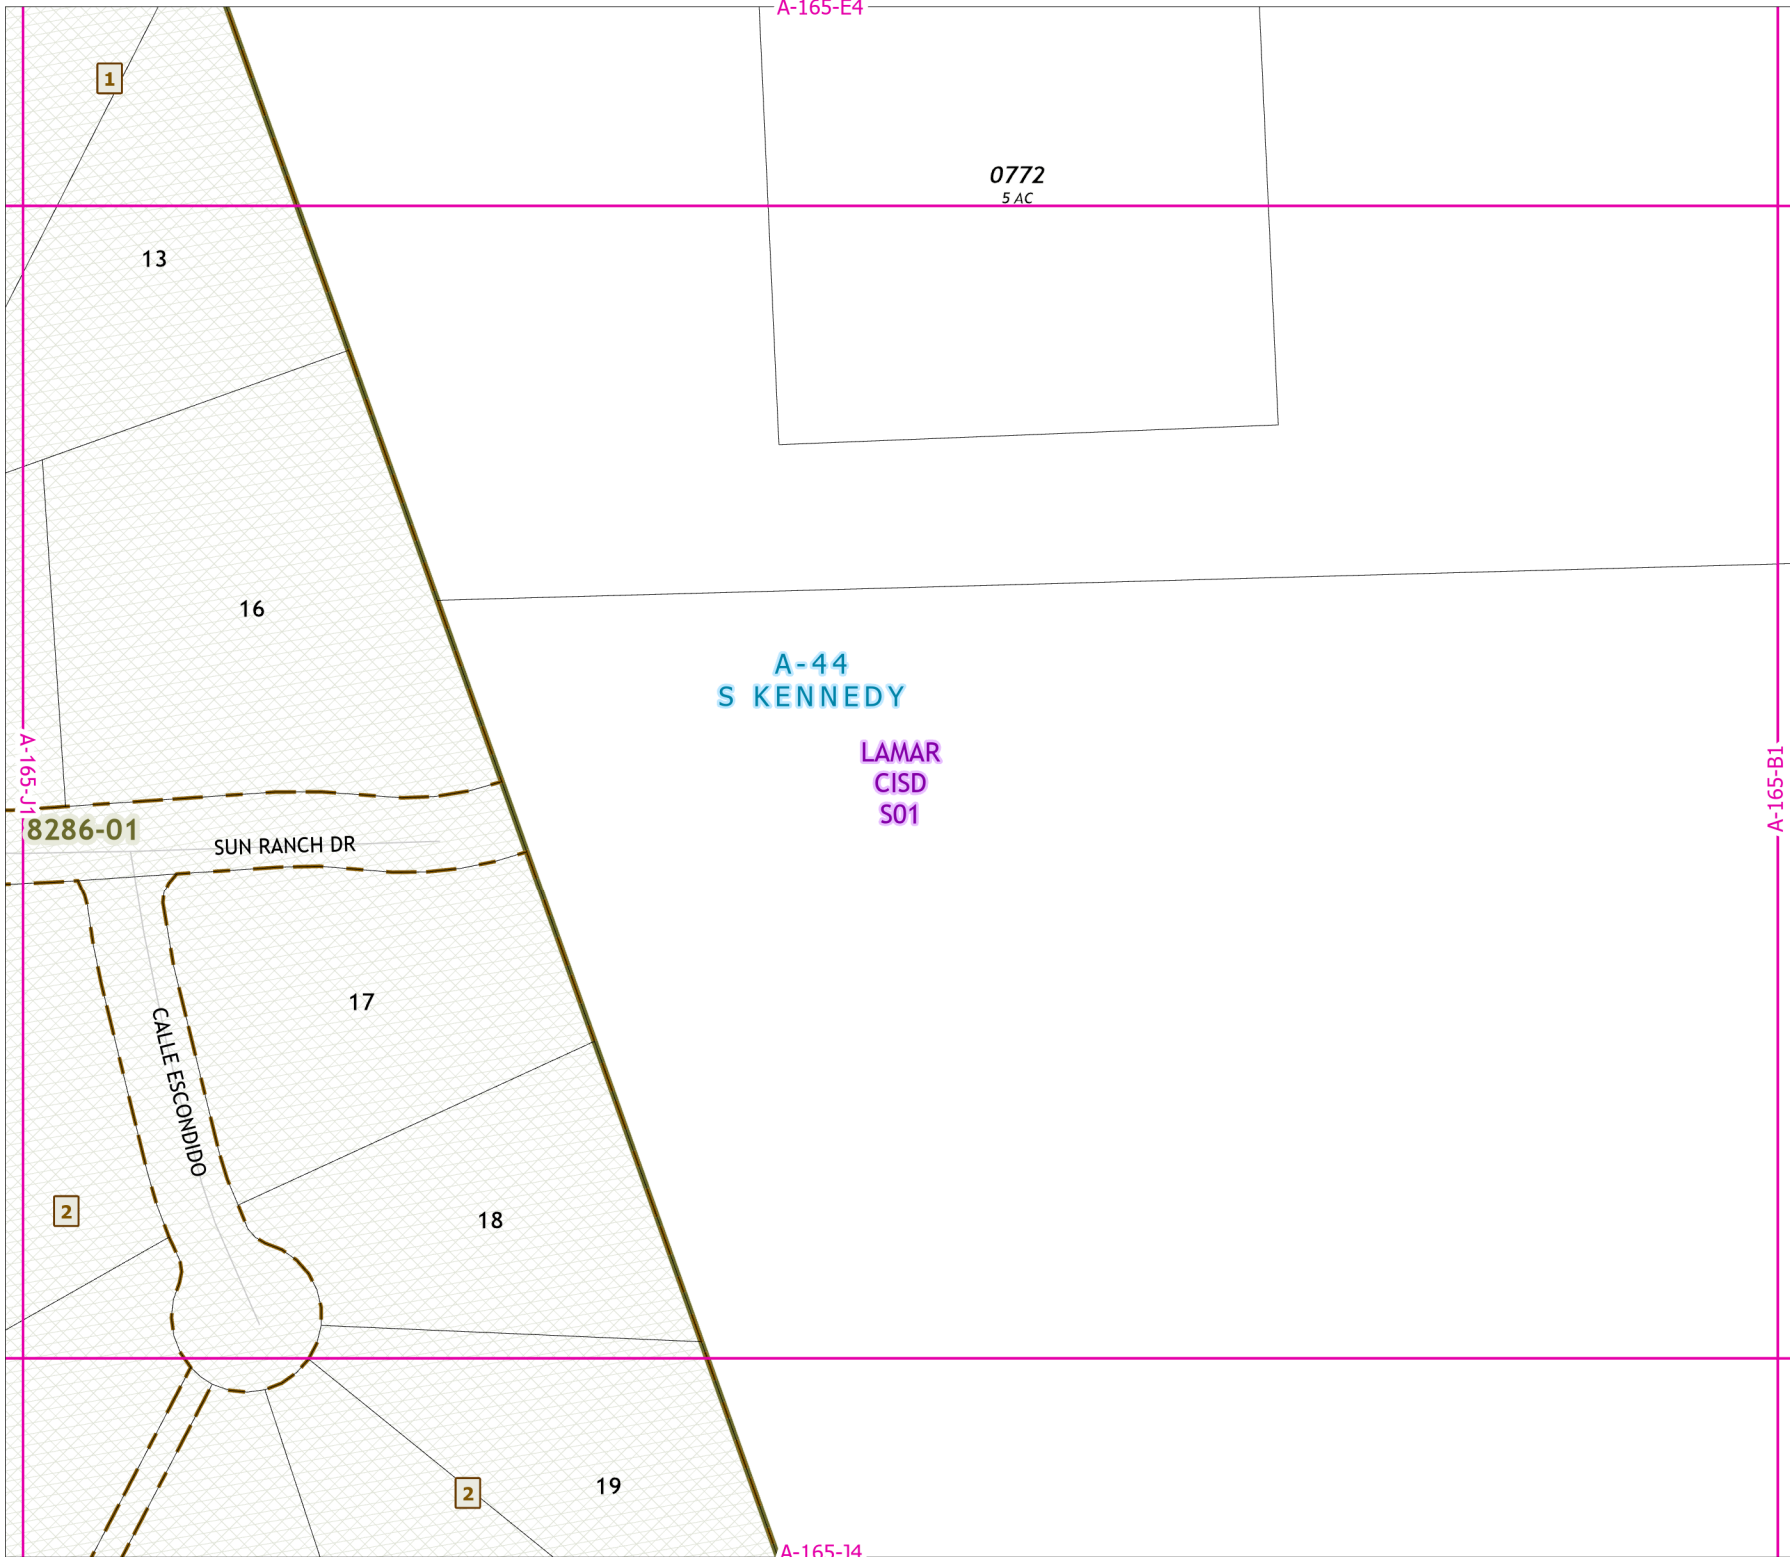 A-165-E4
1
0772
5 AC
13
16
A-44
S KENNEDY
LAMAR
CISD
S01
A-165-J1
A-165-B1
8286-01
SUN RANCH DR
17
CALLE ESCONDIDO
2
18
2
19
A-165-J4